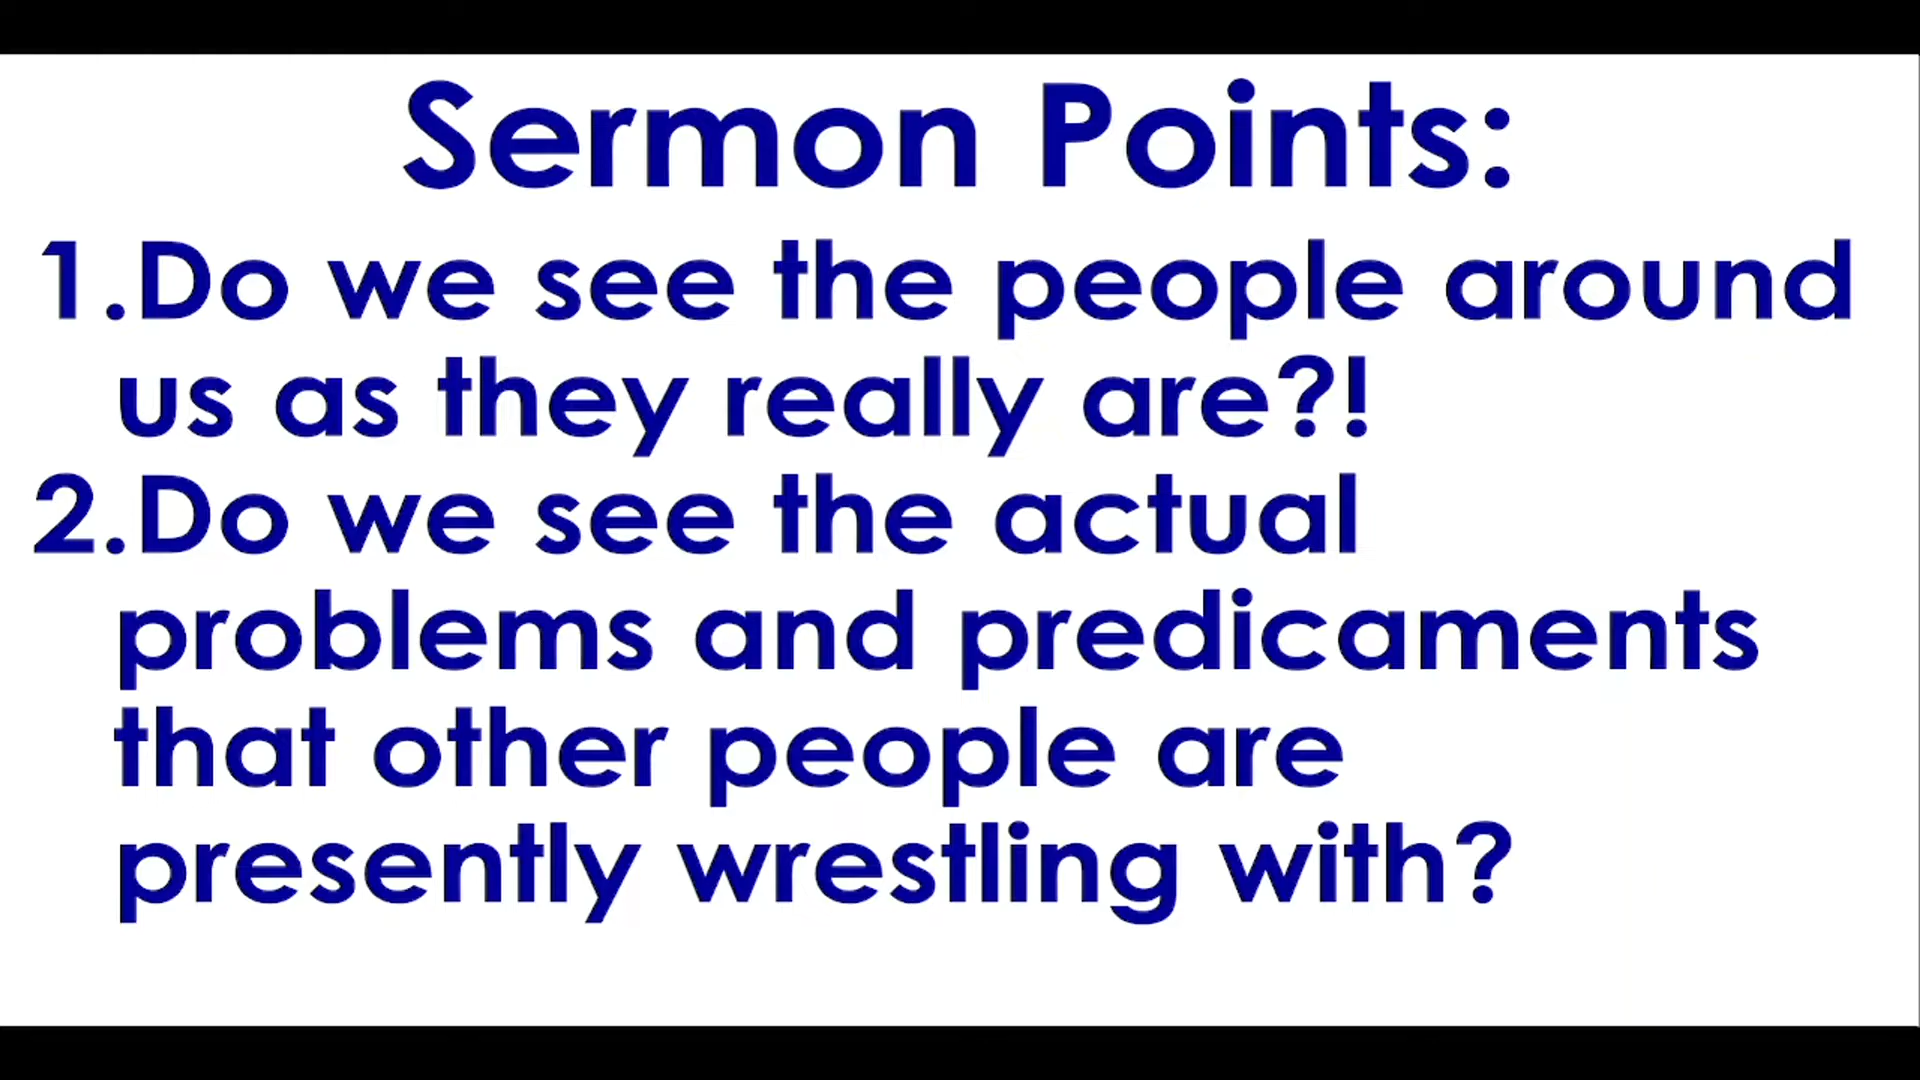 Sermon Points:
1.Do we see the people around
us as they really are?!
2.Do we see the actual
problems and predicaments
that other people are
presently wrestling with?